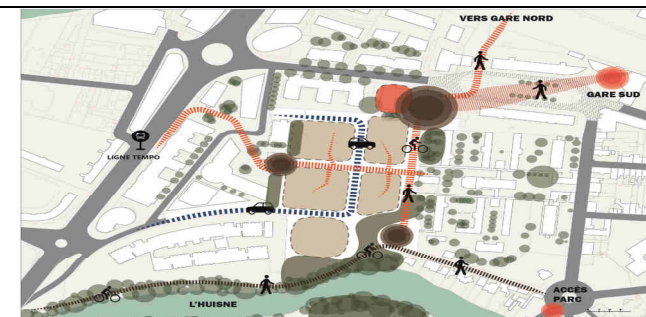 VERS GARE NORD
GARE SUD
LIGNE TEMPO
L'HUISNE
ACCÈS
PARC